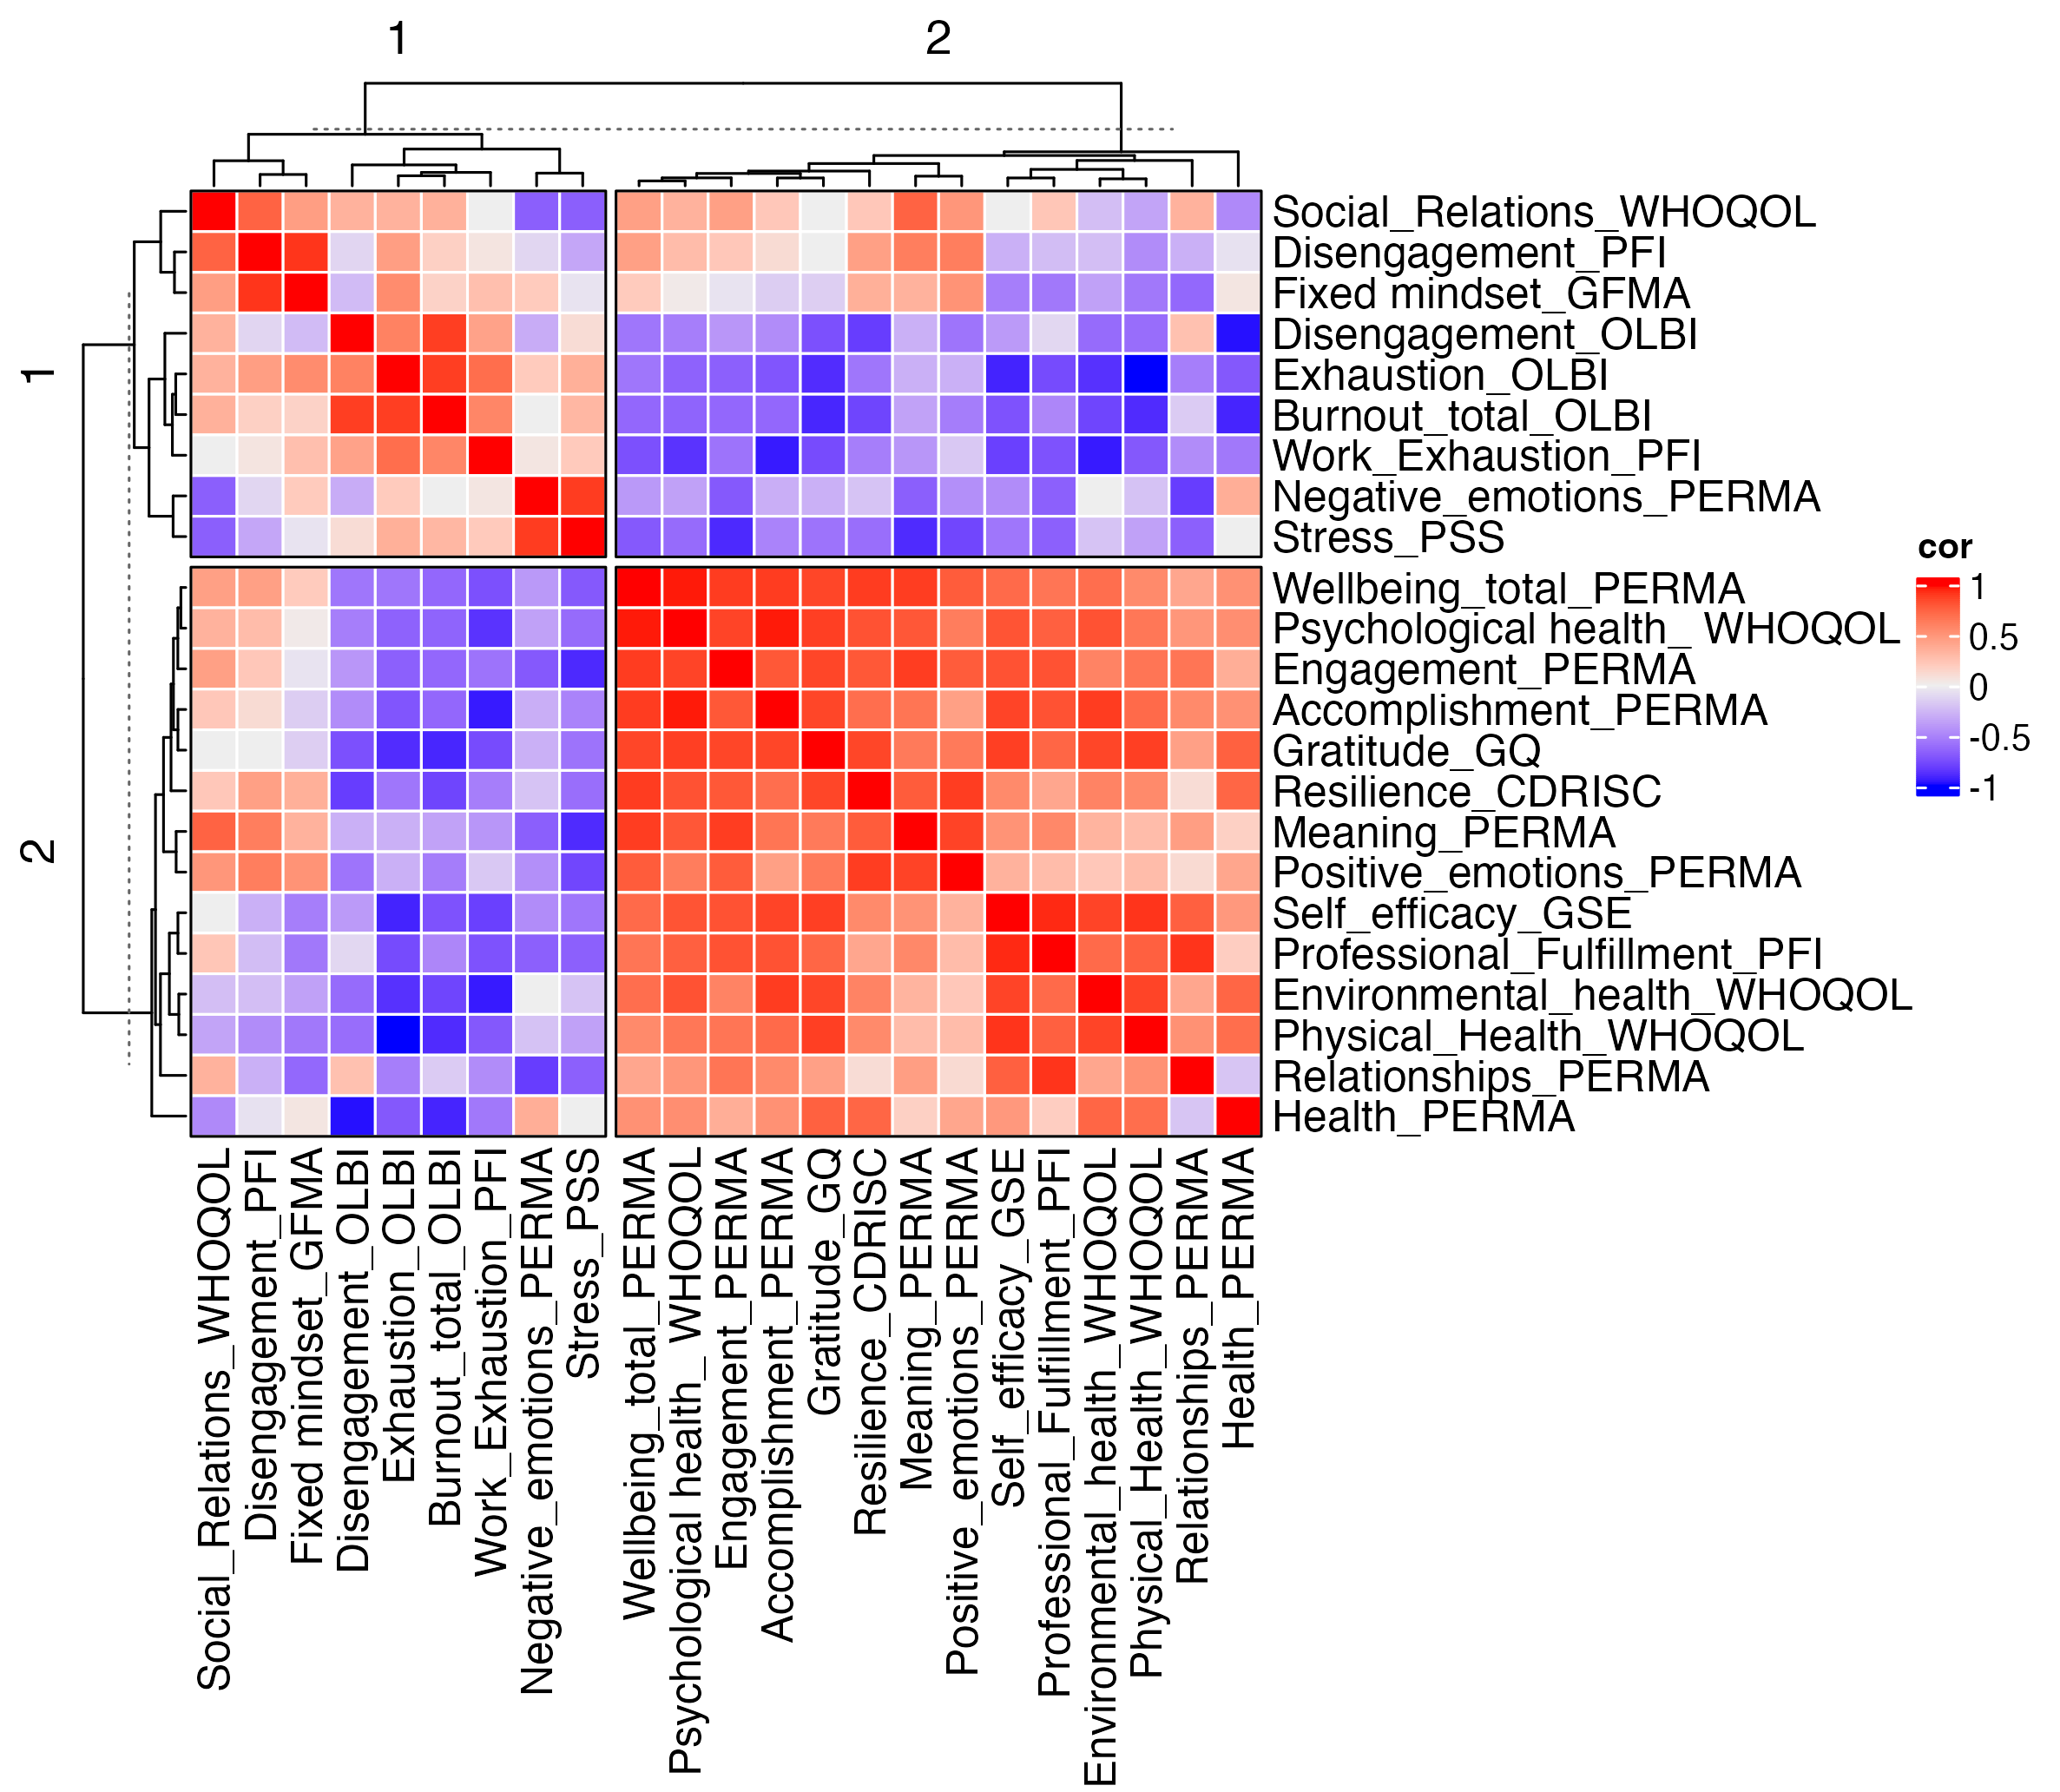 1
2
1
2
Social_Relations_WHOQOL
Disengagement_PFI
Fixed mindset_GFMA
Disengagement_OLBI
Exhaustion_OLBI
Burnout_total_OLBI
Work_Exhaustion_PFI
Negative_emotions_PERMA
Stress_PSS
Wellbeing_total_PERMA
Psychological health_ WHOQOL
Engagement_PERMA
Accomplishment_PERMA
Gratitude_GQ
Resilience_CDRISC
Meaning_PERMA
Positive_emotions_PERMA
Self_efficacy_GSE
Professional_Fulfillment_PFI
Environmental_health_WHOQOL
Physical_Health_WHOQOL
Relationships_PERMA
Health_PERMA
cor
1
0.5
0
-0.5
-1
Social_Relations_WHOQOL
Disengagement_PFI
Fixed mindset_GFMA
Disengagement_OLBI
Exhaustion_OLBI
Burnout_total_OLBI
Work_Exhaustion_PFI
Negative_emotions_PERMA
Stress_PSS
Wellbeing_total_PERMA
Psychological health_ WHOQOL
Engagement_PERMA
Accomplishment_PERMA
Gratitude_GQ
Resilience_CDRISC
Meaning_PERMA
Positive_emotions_PERMA
Self_efficacy_GSE
Professional_Fulfillment_PFI
Environmental_health_WHOQOL
Physical_Health_WHOQOL
Relationships_PERMA
Health_PERMA